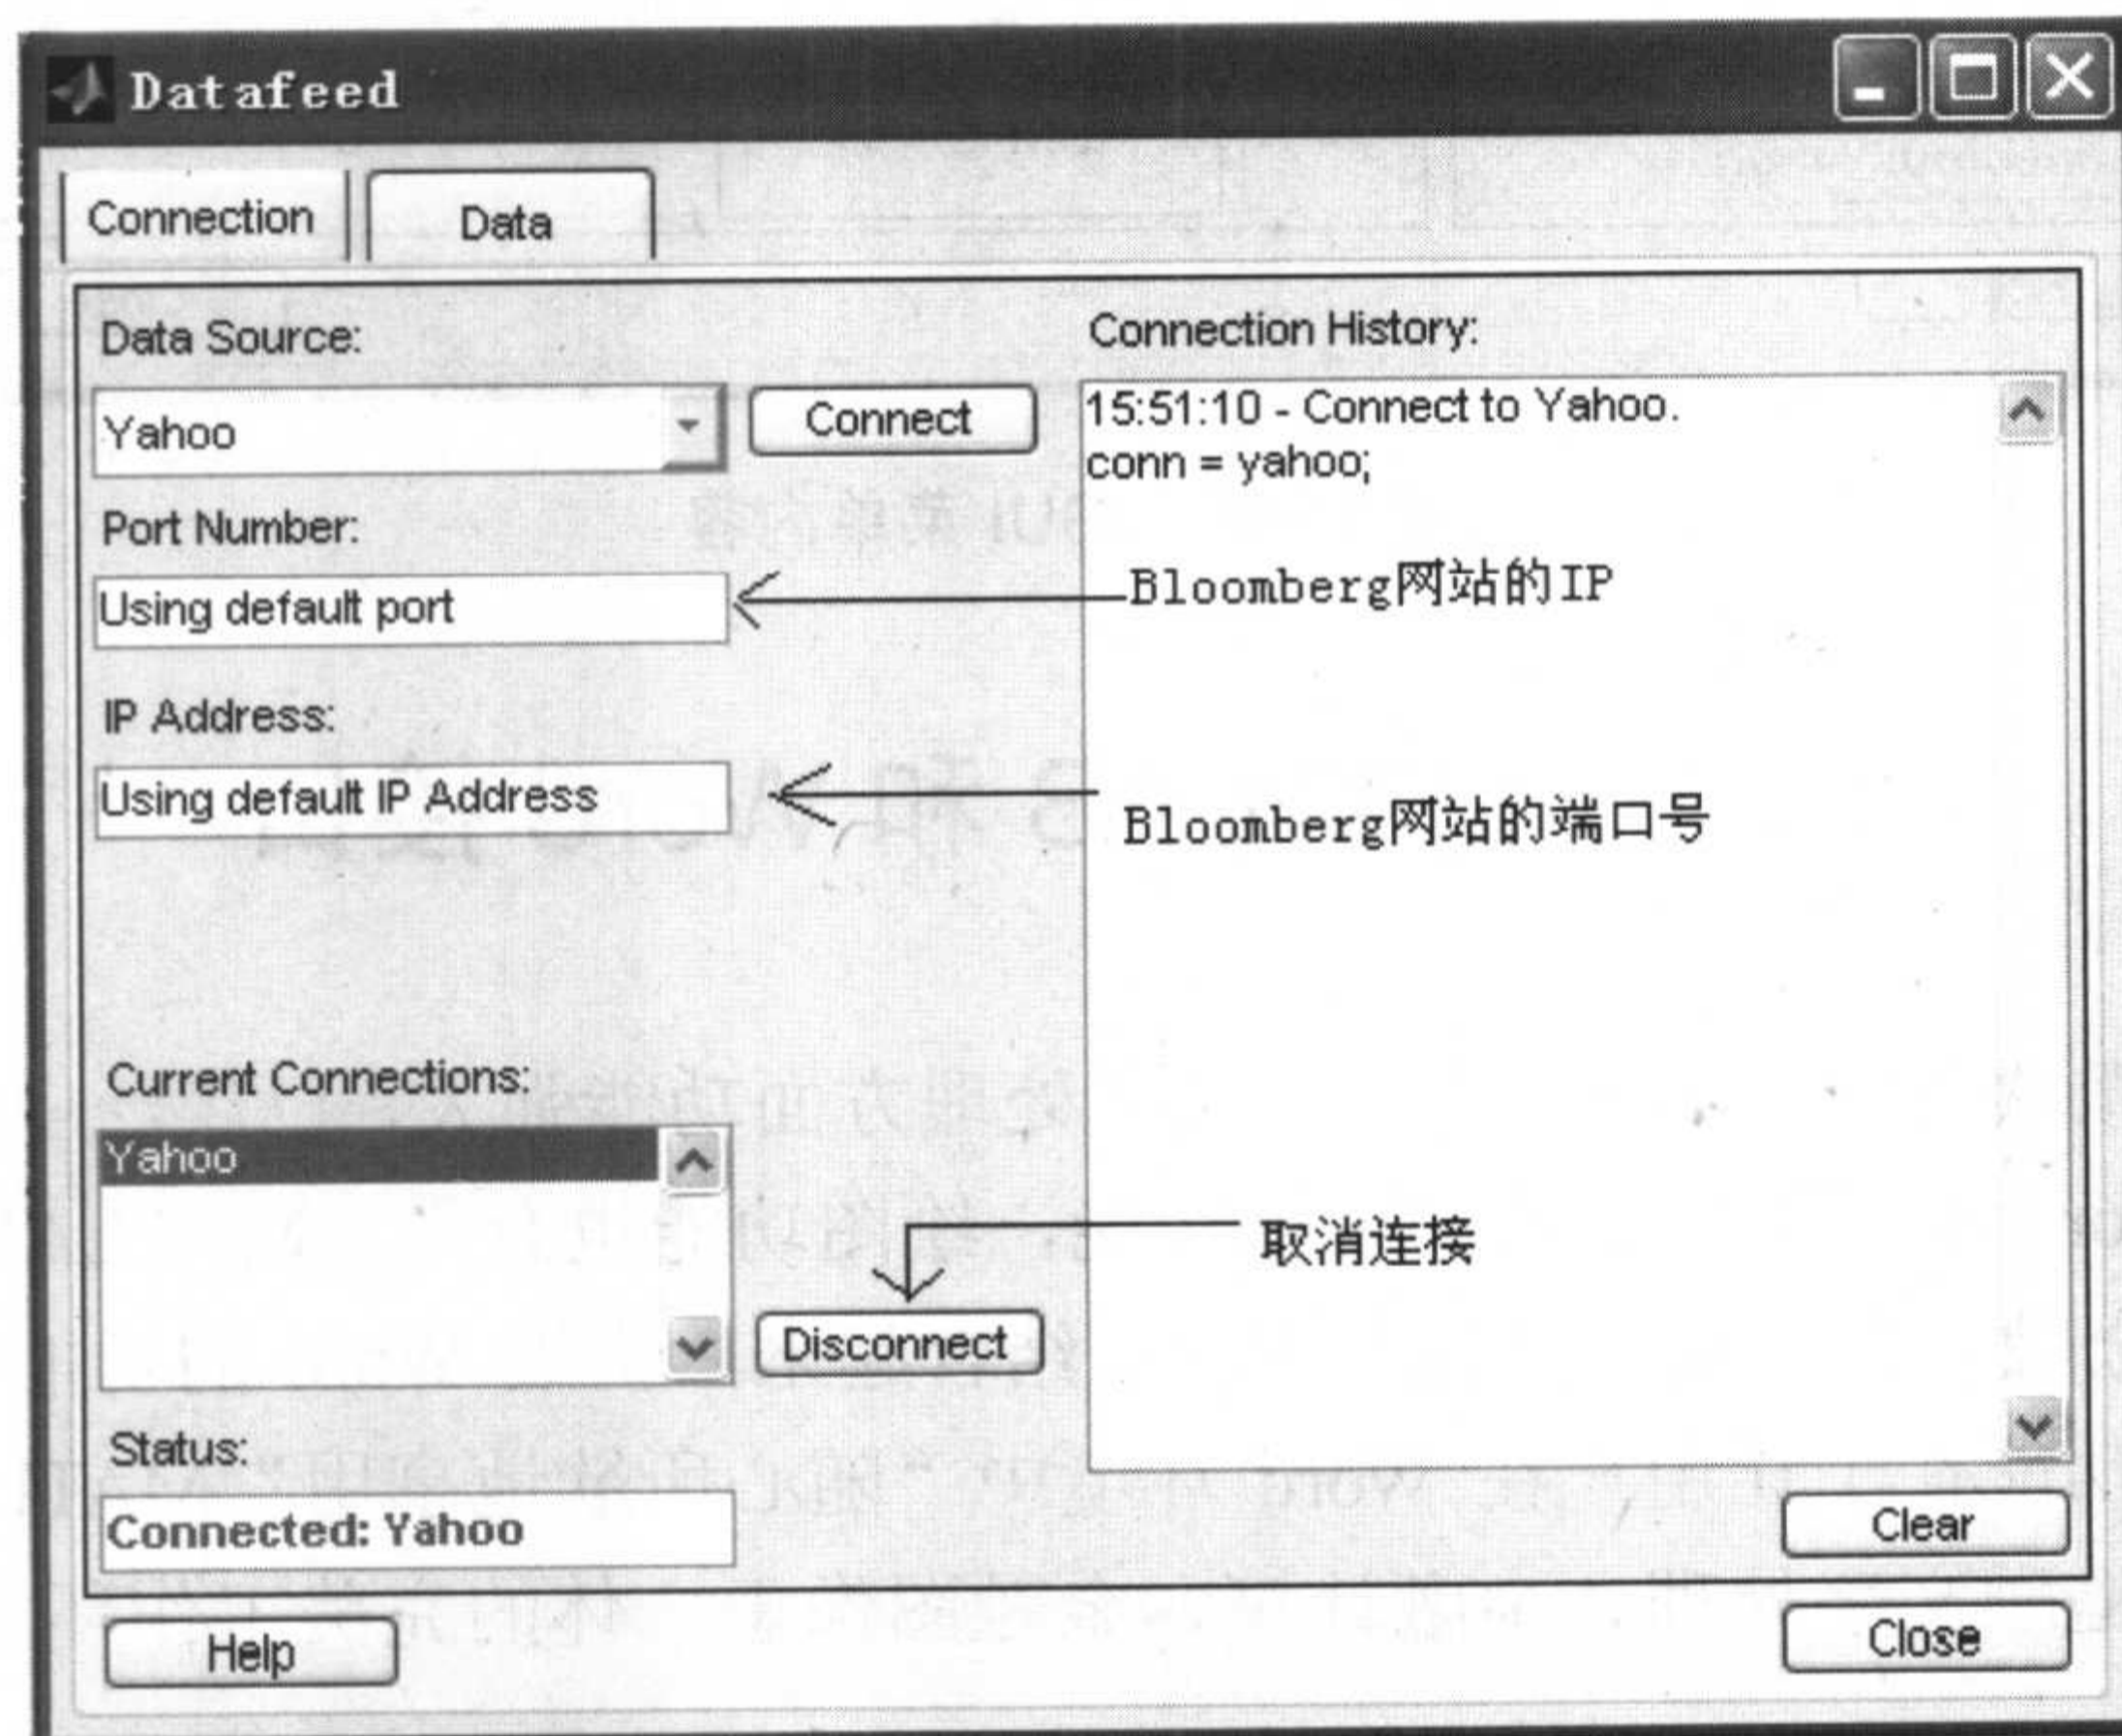 Datafeed
Connection
Data
Data Source:
Yahoo
Connect
Port Number:
Using default port
IP Address:
Using default IP Address
Current Connections:
Yahoo
Disconnect
Status:
Connected: Yahoo
Connection History:
15:51:10 - Connect to Yahoo.
conn = yahoo;
Bloomberg网站的IP
Bloomberg网站的端口号
取消连接
Clear
Help
Close